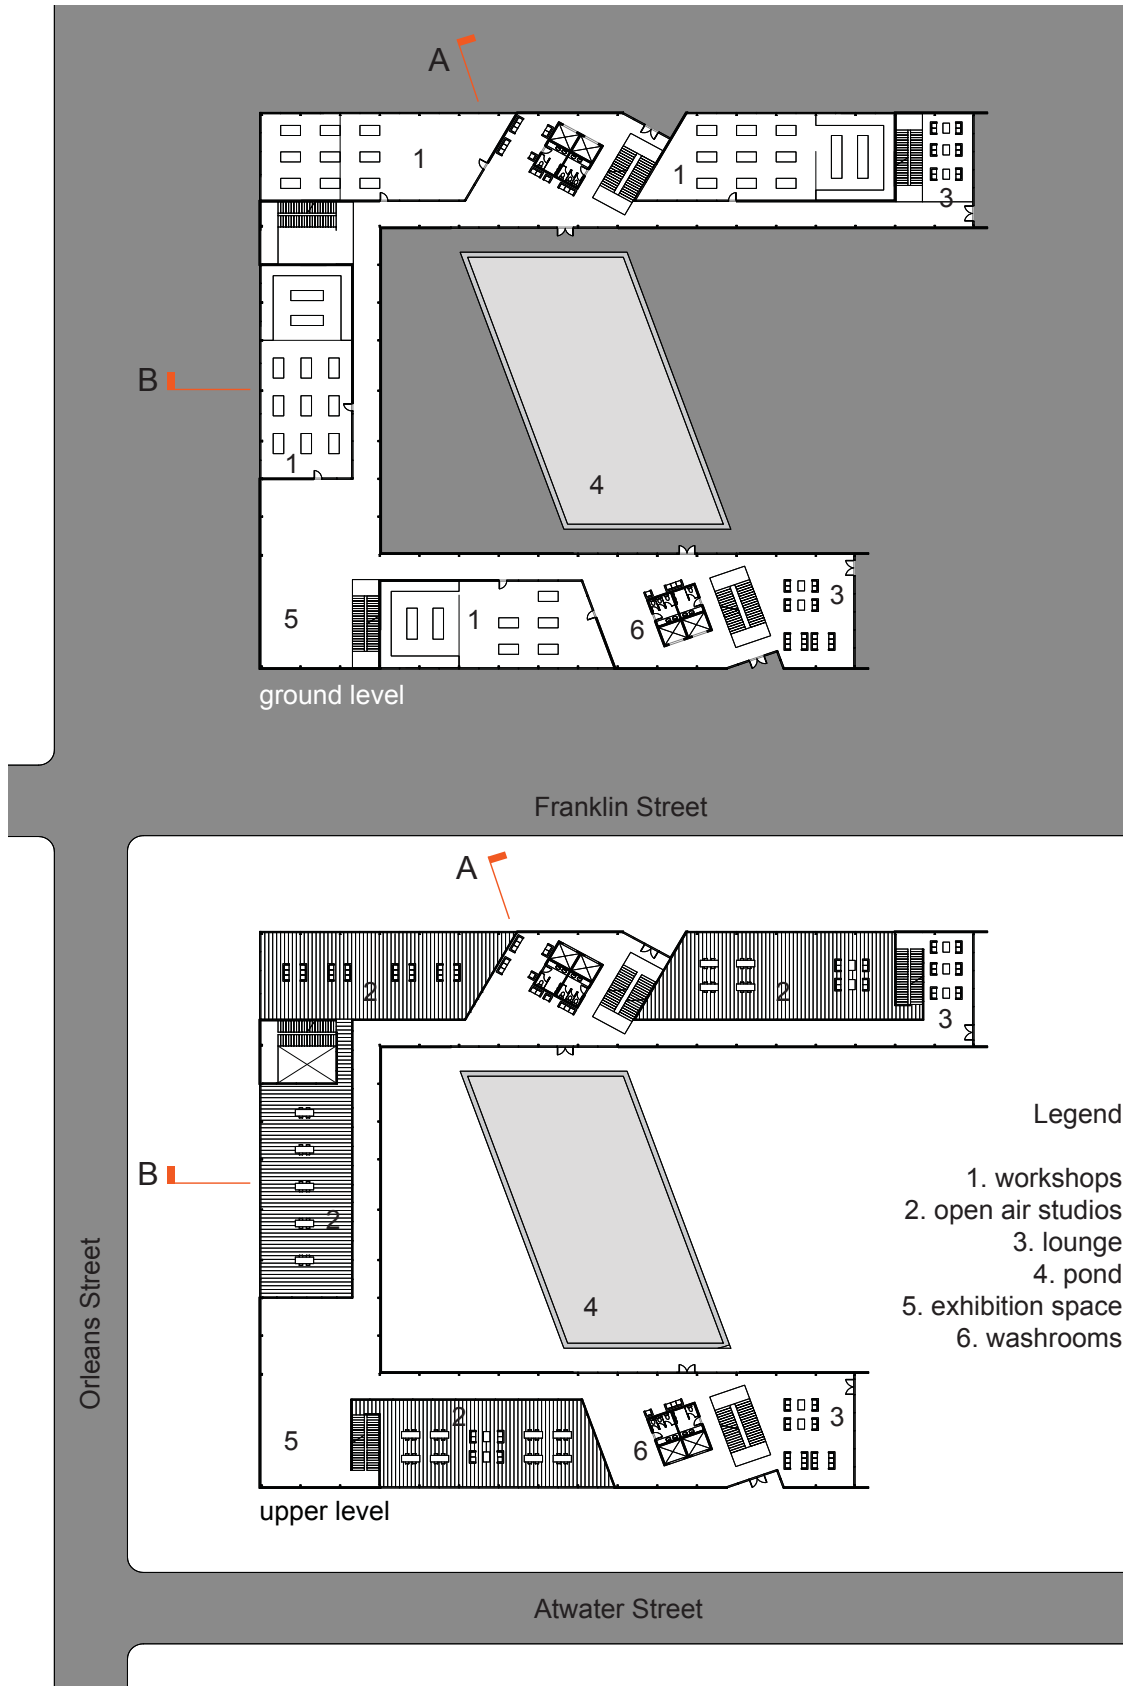 A
1
1
3
B
1
4
5
1
6
3
ground level
Franklin Street
A
2
2
3
Legend
B
1. workshops
2. open air studios
2
3. lounge
4. pond
4
5. exhibition space
6. washrooms
Orleans Street
2
3
5
6
upper level
Atwater Street